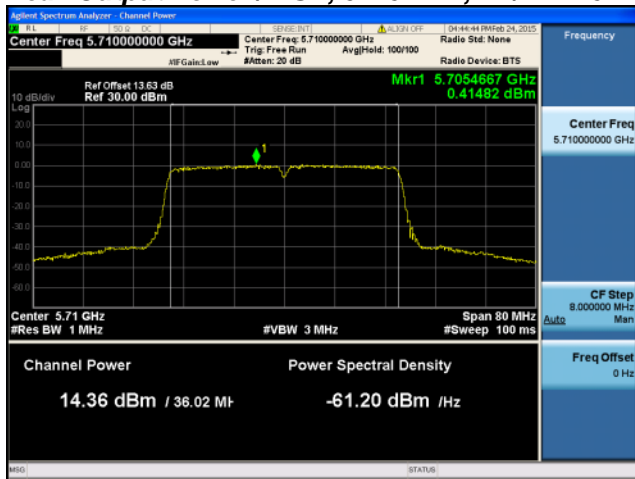 Agilent Spectrum Analyzer - Channel Power
RL RF 50 Ω DC SENSE:INT ALIGN OFF 04:44:44 PM Feb 24, 2015
Center Freq 5.710000000 GHz
Center Freq: 5.710000000 GHz
Radio Std: None
Trig: Free Run Avg|Hold: 100/100
#IFGain:Low
#Atten: 20 dB
Radio Device: BTS
Frequency
Mkr1 5.7054667 GHz
0.41482 dBm
Ref Offset 13.63 dB
10 dB/div Ref 30.00 dBm
Log
20.0
10.0
0.00
-10.0
-20.0
-30.0
-40.0
-50.0
-60.0
1
Center Freq
5.710000000 GHz
Center 5.71 GHz
Span 80 MHz
#Res BW 1 MHz
#VBW 3 MHz
#Sweep 100 ms
CF Step
8.000000 MHz
Auto Man
Channel Power
Power Spectral Density
14.36 dBm / 36.02 MH
-61.20 dBm /Hz
Freq Offset
0 Hz
MSG
STATUS